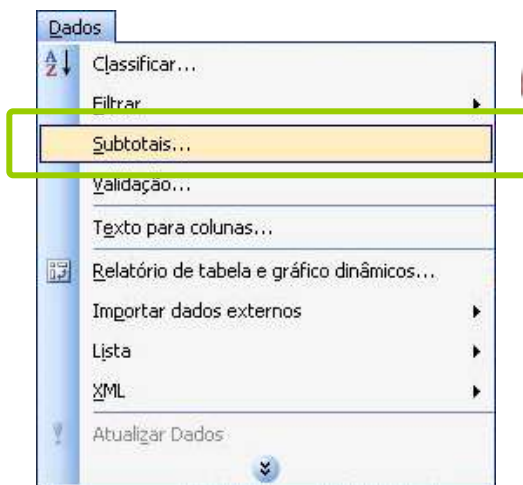 Dados
Classificar...
Filtrar
Subtotais...
Validação...
Texto para colunas...
Relatório de tabela e gráfico dinâmicos...
Importar dados externos
Lista
XML
Atualizar Dados